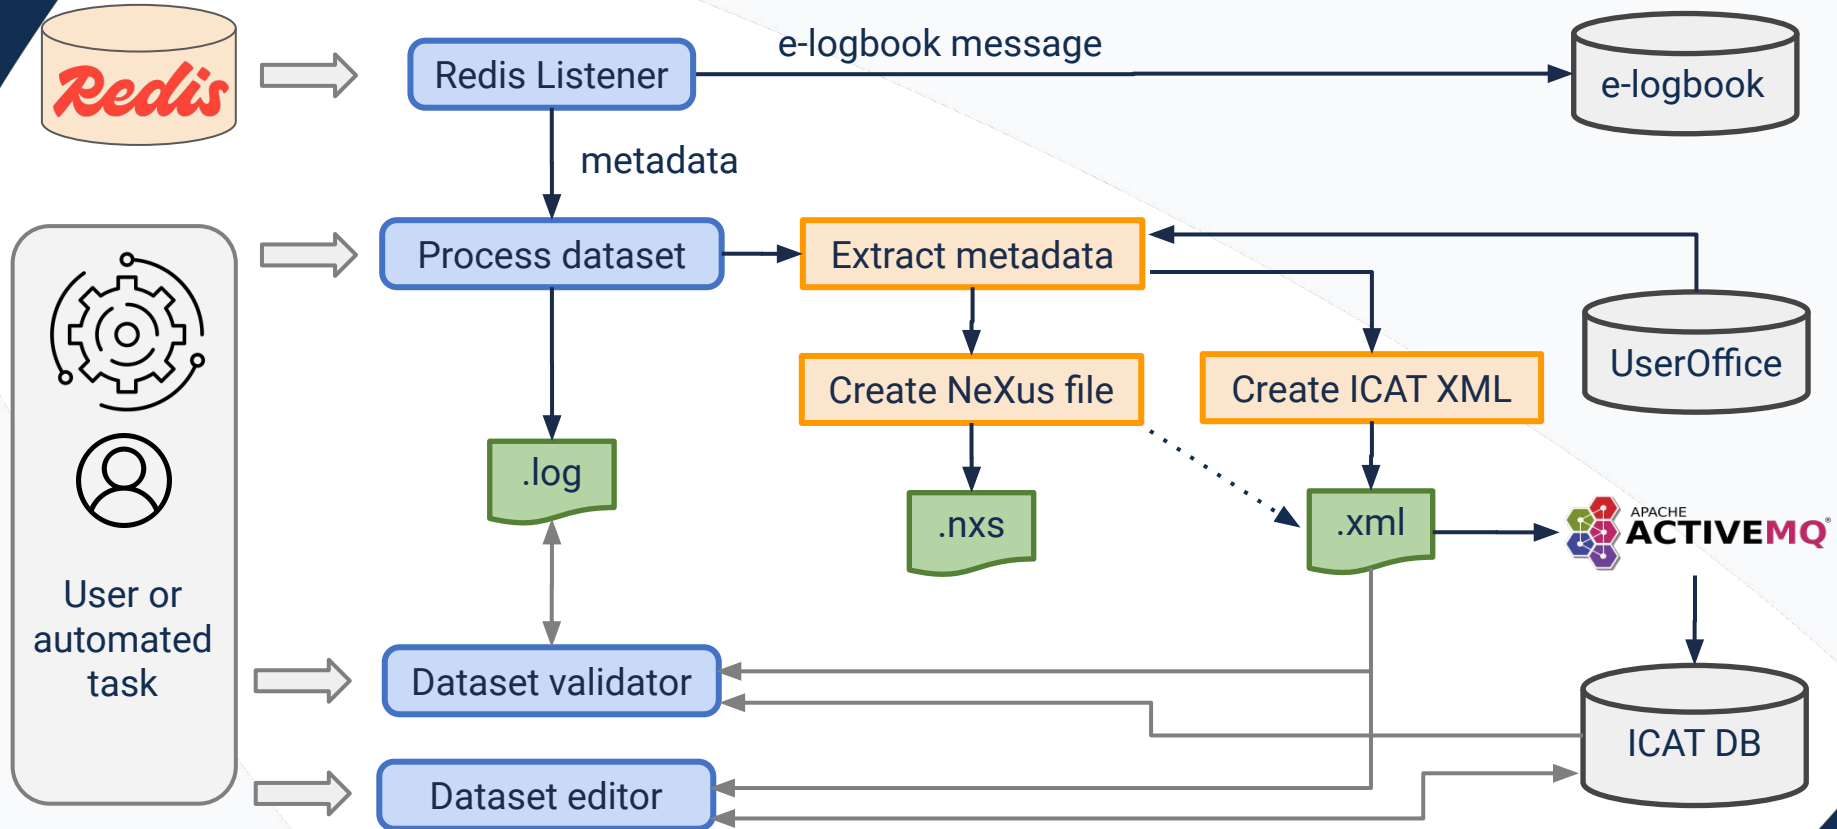 Redis
Redis Listener
e-logbook message
e-logbook
metadata
Process dataset
Extract metadata
UserOffice
Create NeXus file
Create ICAT XML
.log
.nxs
.xml
APACHE
ACTIVEMQ®
User or
automated
task
Dataset validator
ICAT DB
Dataset editor